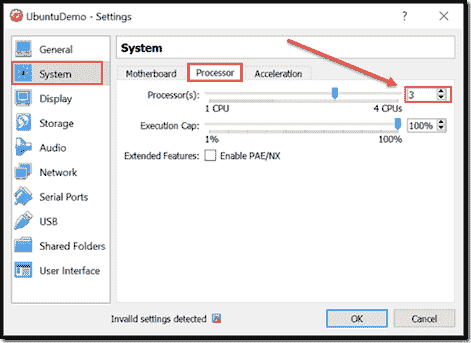 UbuntuDemo - Settings
?
General
System
Display
Storage
Audio
Network
Serial Ports
USB
Shared Folders
User Interface
System
Motherboard
Processor
Acceleration
Processor(s):
3
1 CPU
4 CPUs
Execution Cap:
100%
1%
100%
Extended Features:
Enable PAE/NX
Invalid settings detected
OK
Cancel